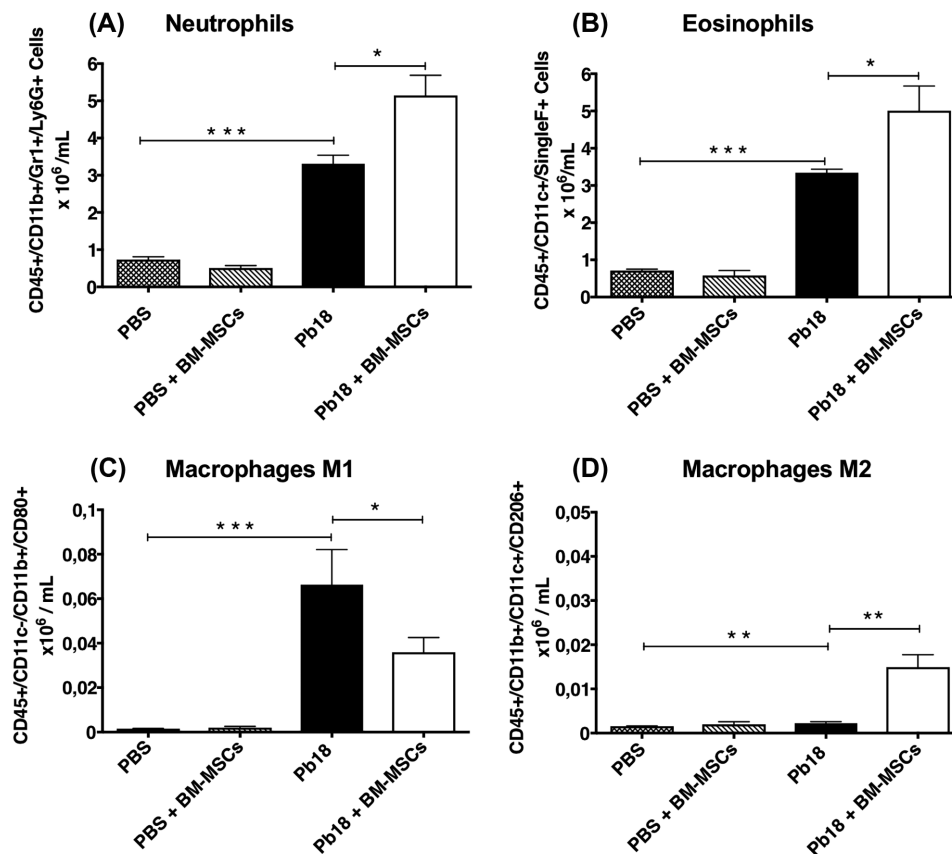 (A) Neutrophils
CD45+/CD11b+/Gr1+/Ly6G+ Cells
x 10⁶ /mL
6
5
4
3
2
1
0
* * *
*
PBS
PBS + BM-MSCs
Pb18
Pb18 + BM-MSCs
(B) Eosinophils
CD45+/CD11c+/SingleF+ Cells
x 10⁶/mL
6
5
4
3
2
1
0
* * *
*
PBS
PBS + BM-MSCs
Pb18
Pb18 + BM-MSCs
(C) Macrophages M1
CD45+/CD11c-/CD11b+/CD80+
x10⁶ / mL
0,1
0,08
0,06
0,04
0,02
0
* * *
*
PBS
PBS + BM-MSCs
Pb18
Pb18 + BM-MSCs
(D) Macrophages M2
CD45+/CD11b+/CD11c+/CD206+
x10⁶ / mL
0,05
0,04
0,03
0,02
0,01
0
* *
* *
PBS
PBS + BM-MSCs
Pb18
Pb18 + BM-MSCs